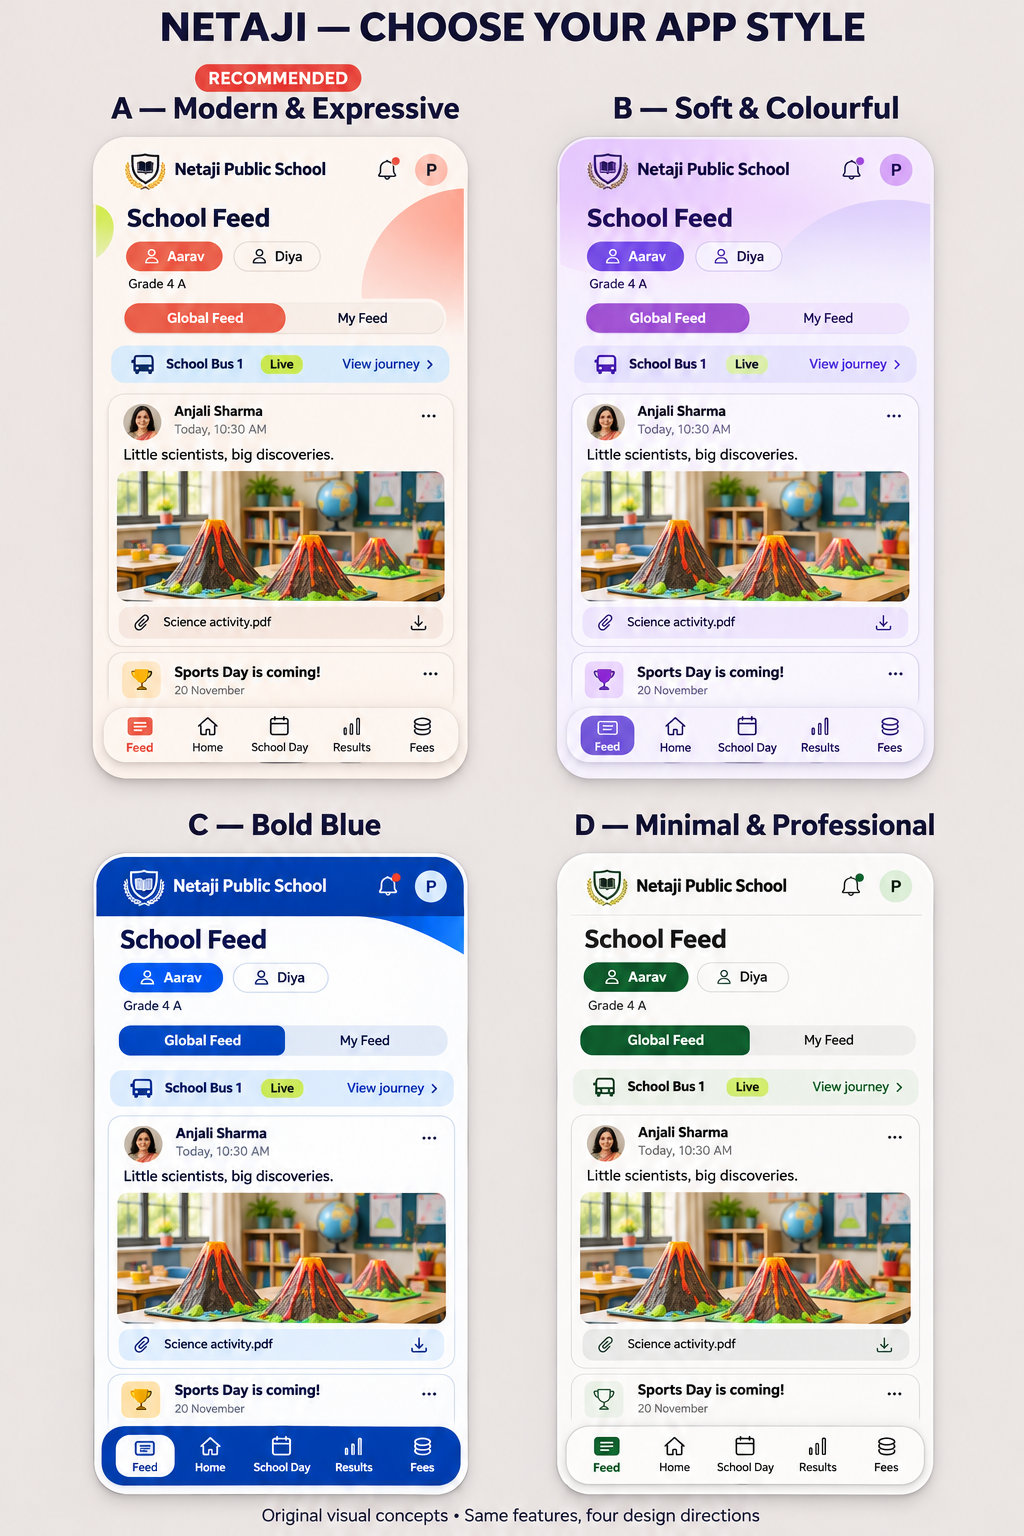 NETAJI — CHOOSE YOUR APP STYLE
RECOMMENDED
A — Modern & Expressive
Netaji Public School
P
School Feed
Aarav
Diya
Grade 4 A
Global Feed
My Feed
School Bus 1
Live
View journey
Anjali Sharma
Today, 10:30 AM
Little scientists, big discoveries.
Science activity.pdf
Sports Day is coming!
20 November
Feed
Home
School Day
Results
Fees
B — Soft & Colourful
Netaji Public School
P
School Feed
Aarav
Diya
Grade 4 A
Global Feed
My Feed
School Bus 1
Live
View journey
Anjali Sharma
Today, 10:30 AM
Little scientists, big discoveries.
Science activity.pdf
Sports Day is coming!
20 November
Feed
Home
School Day
Results
Fees
C — Bold Blue
Netaji Public School
P
School Feed
Aarav
Diya
Grade 4 A
Global Feed
My Feed
School Bus 1
Live
View journey
Anjali Sharma
Today, 10:30 AM
Little scientists, big discoveries.
Science activity.pdf
Sports Day is coming!
20 November
Feed
Home
School Day
Results
Fees
D — Minimal & Professional
Netaji Public School
P
School Feed
Aarav
Diya
Grade 4 A
Global Feed
My Feed
School Bus 1
Live
View journey
Anjali Sharma
Today, 10:30 AM
Little scientists, big discoveries.
Science activity.pdf
Sports Day is coming!
20 November
Feed
Home
School Day
Results
Fees
Original visual concepts • Same features, four design directions